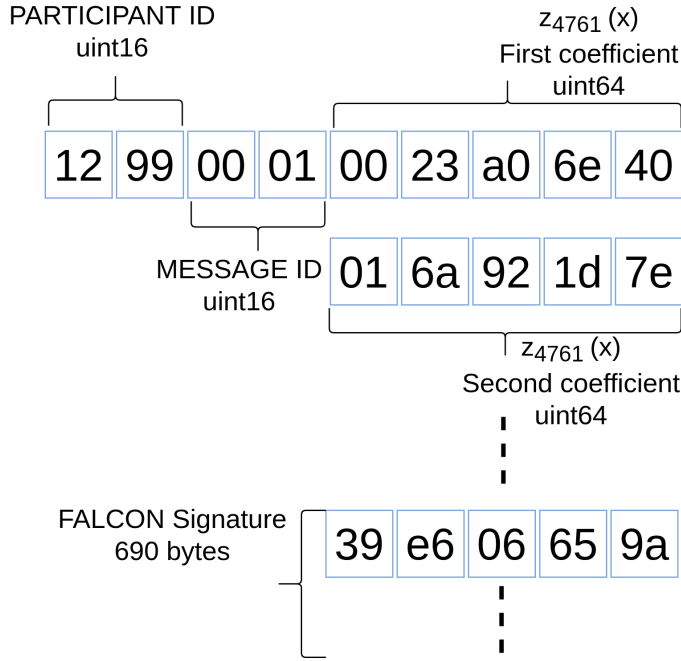 PARTICIPANT ID
uint16
z4761 (x)
First coefficient
uint64
12 99 00 01 00 23 a0 6e 40
MESSAGE ID
uint16
01 6a 92 1d 7e
z4761 (x)
Second coefficient
uint64
FALCON Signature
690 bytes
39 e6 06 65 9a